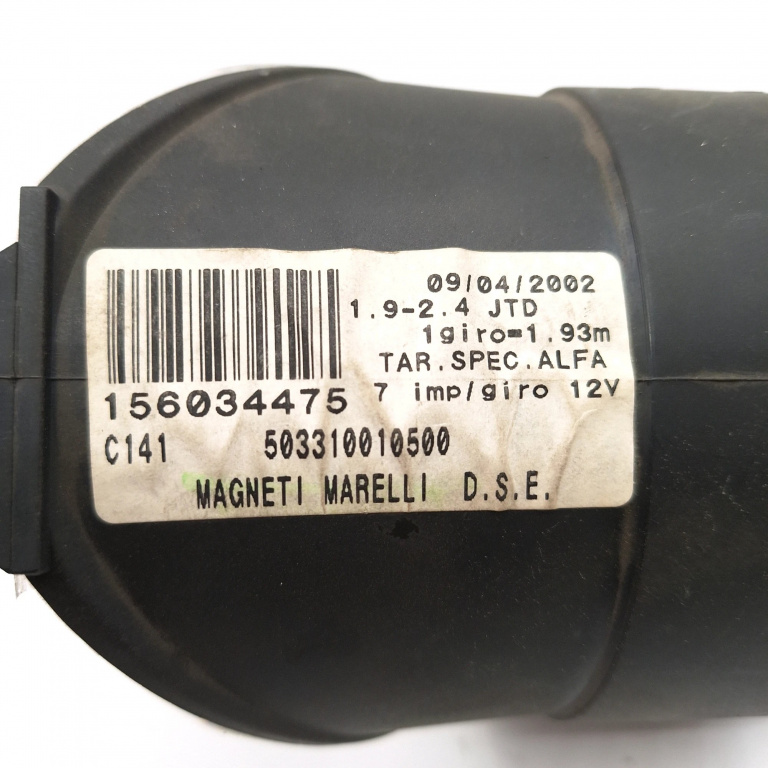 09/04/2002
1.9-2.4 JTD
1giro=1.93m
TAR.SPEC.ALFA
156034475 7 imp/giro 12V
C141 503310010500
MAGNETI MARELLI D.S.E.